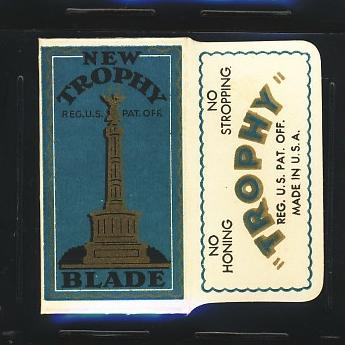 NEW
TROPHY
REG. U.S. PAT. OFF.
BLADE
NO
STROPPING
"TROPHY"
REG. U.S. PAT. OFF.
MADE IN U.S.A.
NO
HONING